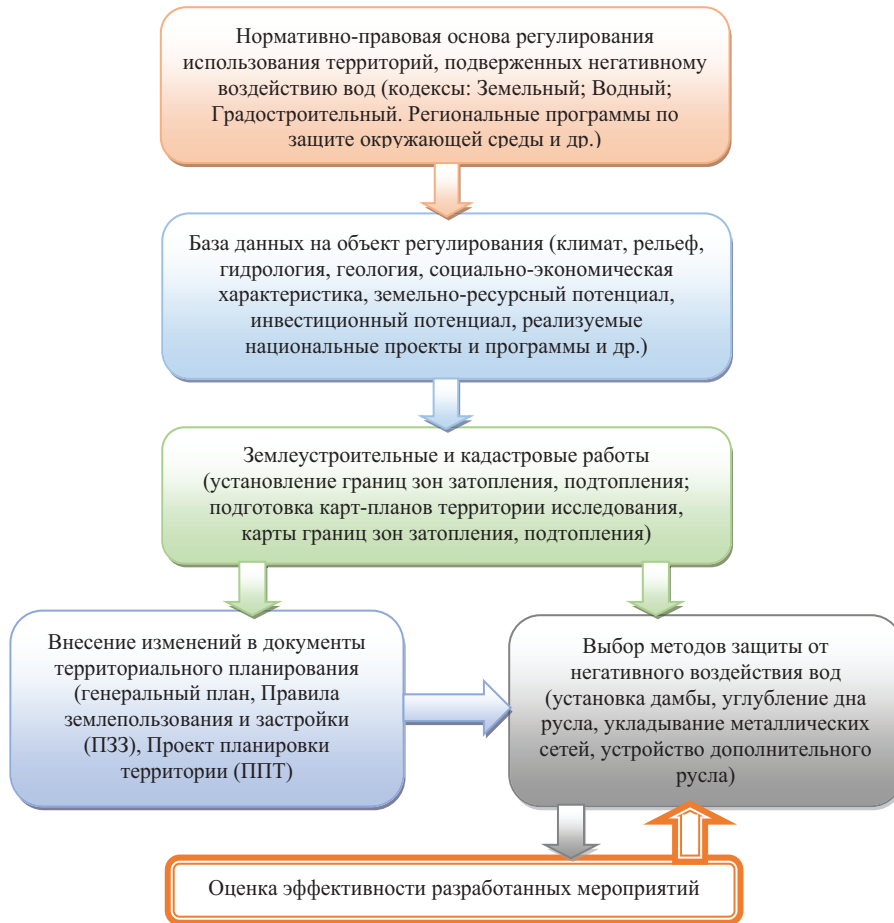 Нормативно-правовая основа регулирования
использования территорий, подверженных негативному
воздействию вод (кодексы: Земельный; Водный;
Градостроительный. Региональные программы по
защите окружающей среды и др.)
База данных на объект регулирования (климат, рельеф,
гидрология, геология, социально-экономическая
характеристика, земельно-ресурсный потенциал,
инвестиционный потенциал, реализуемые
национальные проекты и программы и др.)
Землеустроительные и кадастровые работы
(установление границ зон затопления, подтопления;
подготовка карт-планов территории исследования,
карты границ зон затопления, подтопления)
Внесение изменений в документы
территориального планирования
(генеральный план, Правила
землепользования и застройки
(ПЗЗ), Проект планировки
территории (ППТ)
Выбор методов защиты от
негативного воздействия вод
(установка дамбы, углубление дна
русла, укладывание металлических
сетей, устройство дополнительного
русла)
Оценка эффективности разработанных мероприятий